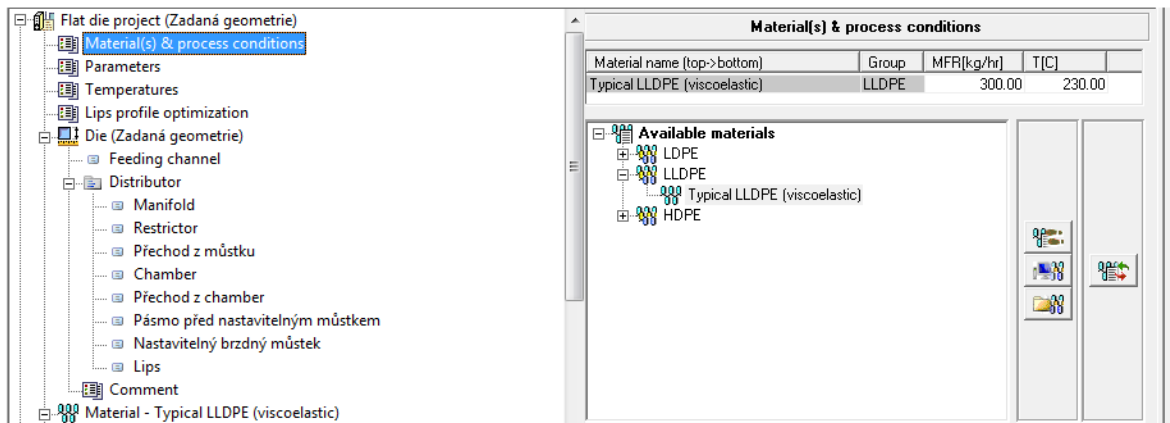 Flat die project (Zadaná geometrie)
Material(s) & process conditions
Parameters
Temperatures
Lips profile optimization
Die (Zadaná geometrie)
Feeding channel
Distributor
Manifold
Restrictor
Přechod z můstku
Chamber
Přechod z chamber
Pásmo před nastavitelným můstkem
Nastavitelný brzdný můstek
Lips
Comment
Material - Typical LLDPE (viscoelastic)
Material(s) & process conditions
Material name (top->bottom) Group MFR[kg/hr] T[C]
Typical LLDPE (viscoelastic) LLDPE 300.00 230.00
Available materials
LDPE
LLDPE
Typical LLDPE (viscoelastic)
HDPE